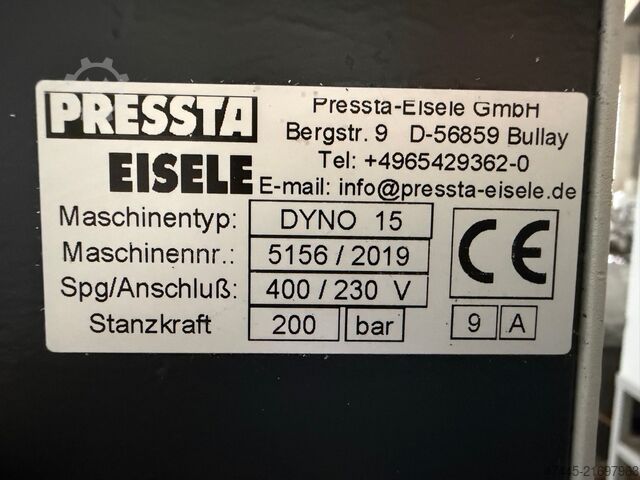 PRESSTA
EISELE
Pressta-Eisele GmbH
Bergstr. 9 D-56859 Bullay
Tel: +4965429362-0
E-mail: info@pressta-eisele.de
Maschinentyp: DYNO 15
Maschinennr.: 5156 / 2019
Spg/Anschluß: 400 / 230 V
Stanzkraft 200 bar
CE
9 A